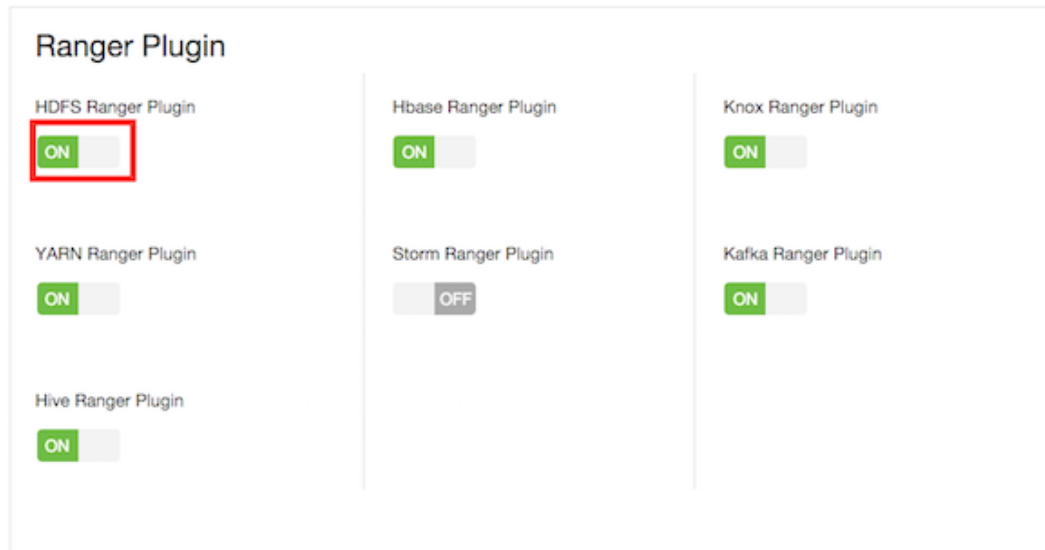 Ranger Plugin
HDFS Ranger Plugin
ON
Hbase Ranger Plugin
ON
Knox Ranger Plugin
ON
YARN Ranger Plugin
ON
Storm Ranger Plugin
OFF
Kafka Ranger Plugin
ON
Hive Ranger Plugin
ON